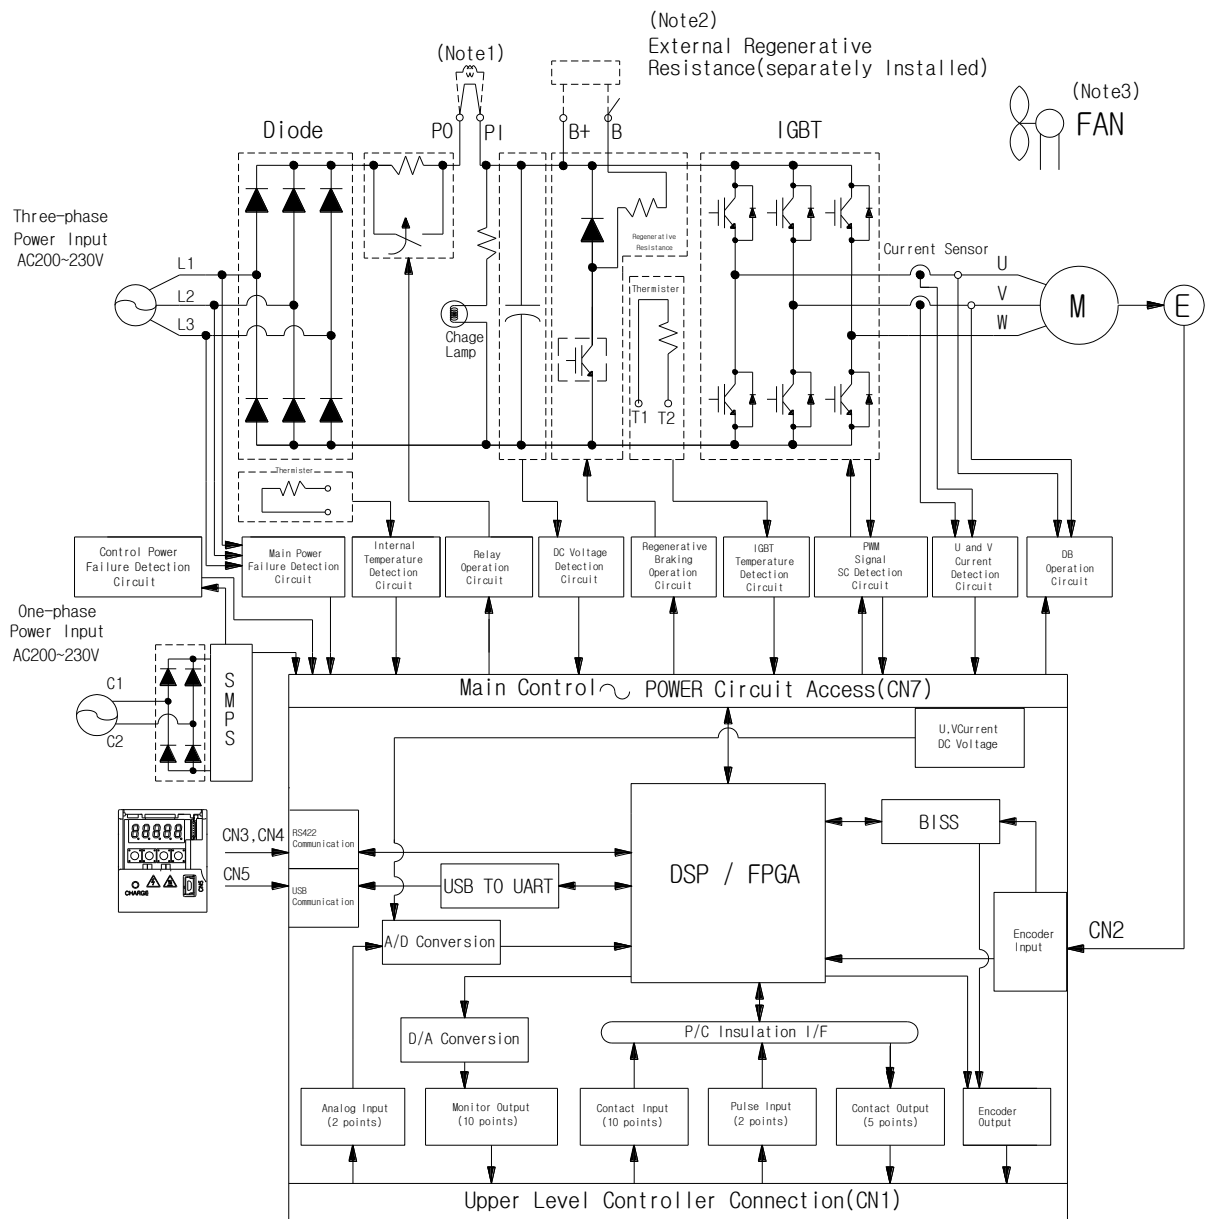 (Note2)
External Regenerative
Resistance(separately Installed)
(Note1)
(Note3)
FAN
Diode
PO
PI
B+
B
IGBT
Three-phase
Power Input
AC200~230V
L1
L2
L3
Chage
Lamp
Regenerative
Resistance
Thermister
T1
T2
Current Sensor
U
V
W
M
E
Thermister
Control Power
Failure Detection
Circuit
Main Power
Failure Detection
Circuit
Internal
Temperature
Detection
Circuit
Relay
Operation
Circuit
DC Voltage
Detection
Circuit
Regenerative
Braking
Operation
Circuit
IGBT
Temperature
Detection
Circuit
PWM
Signal
SC Detection
Circuit
U and V
Current
Detection
Circuit
DB
Operation
Circuit
One-phase
Power Input
AC200~230V
C1
C2
SMPS
Main Control POWER Circuit Access(CN7)
U,VCurrent
DC Voltage
CHARGE
CN5
CN3,CN4
CN5
RS422
Communication
USB
Communication
USB TO UART
A/D Conversion
DSP / FPGA
BISS
Encoder
Input
CN2
D/A Conversion
P/C Insulation I/F
Analog Input
(2 points)
Monitor Output
(10 points)
Contact Input
(10 points)
Pulse Input
(2 points)
Contact Output
(5 points)
Encoder
Output
Upper Level Controller Connection(CN1)